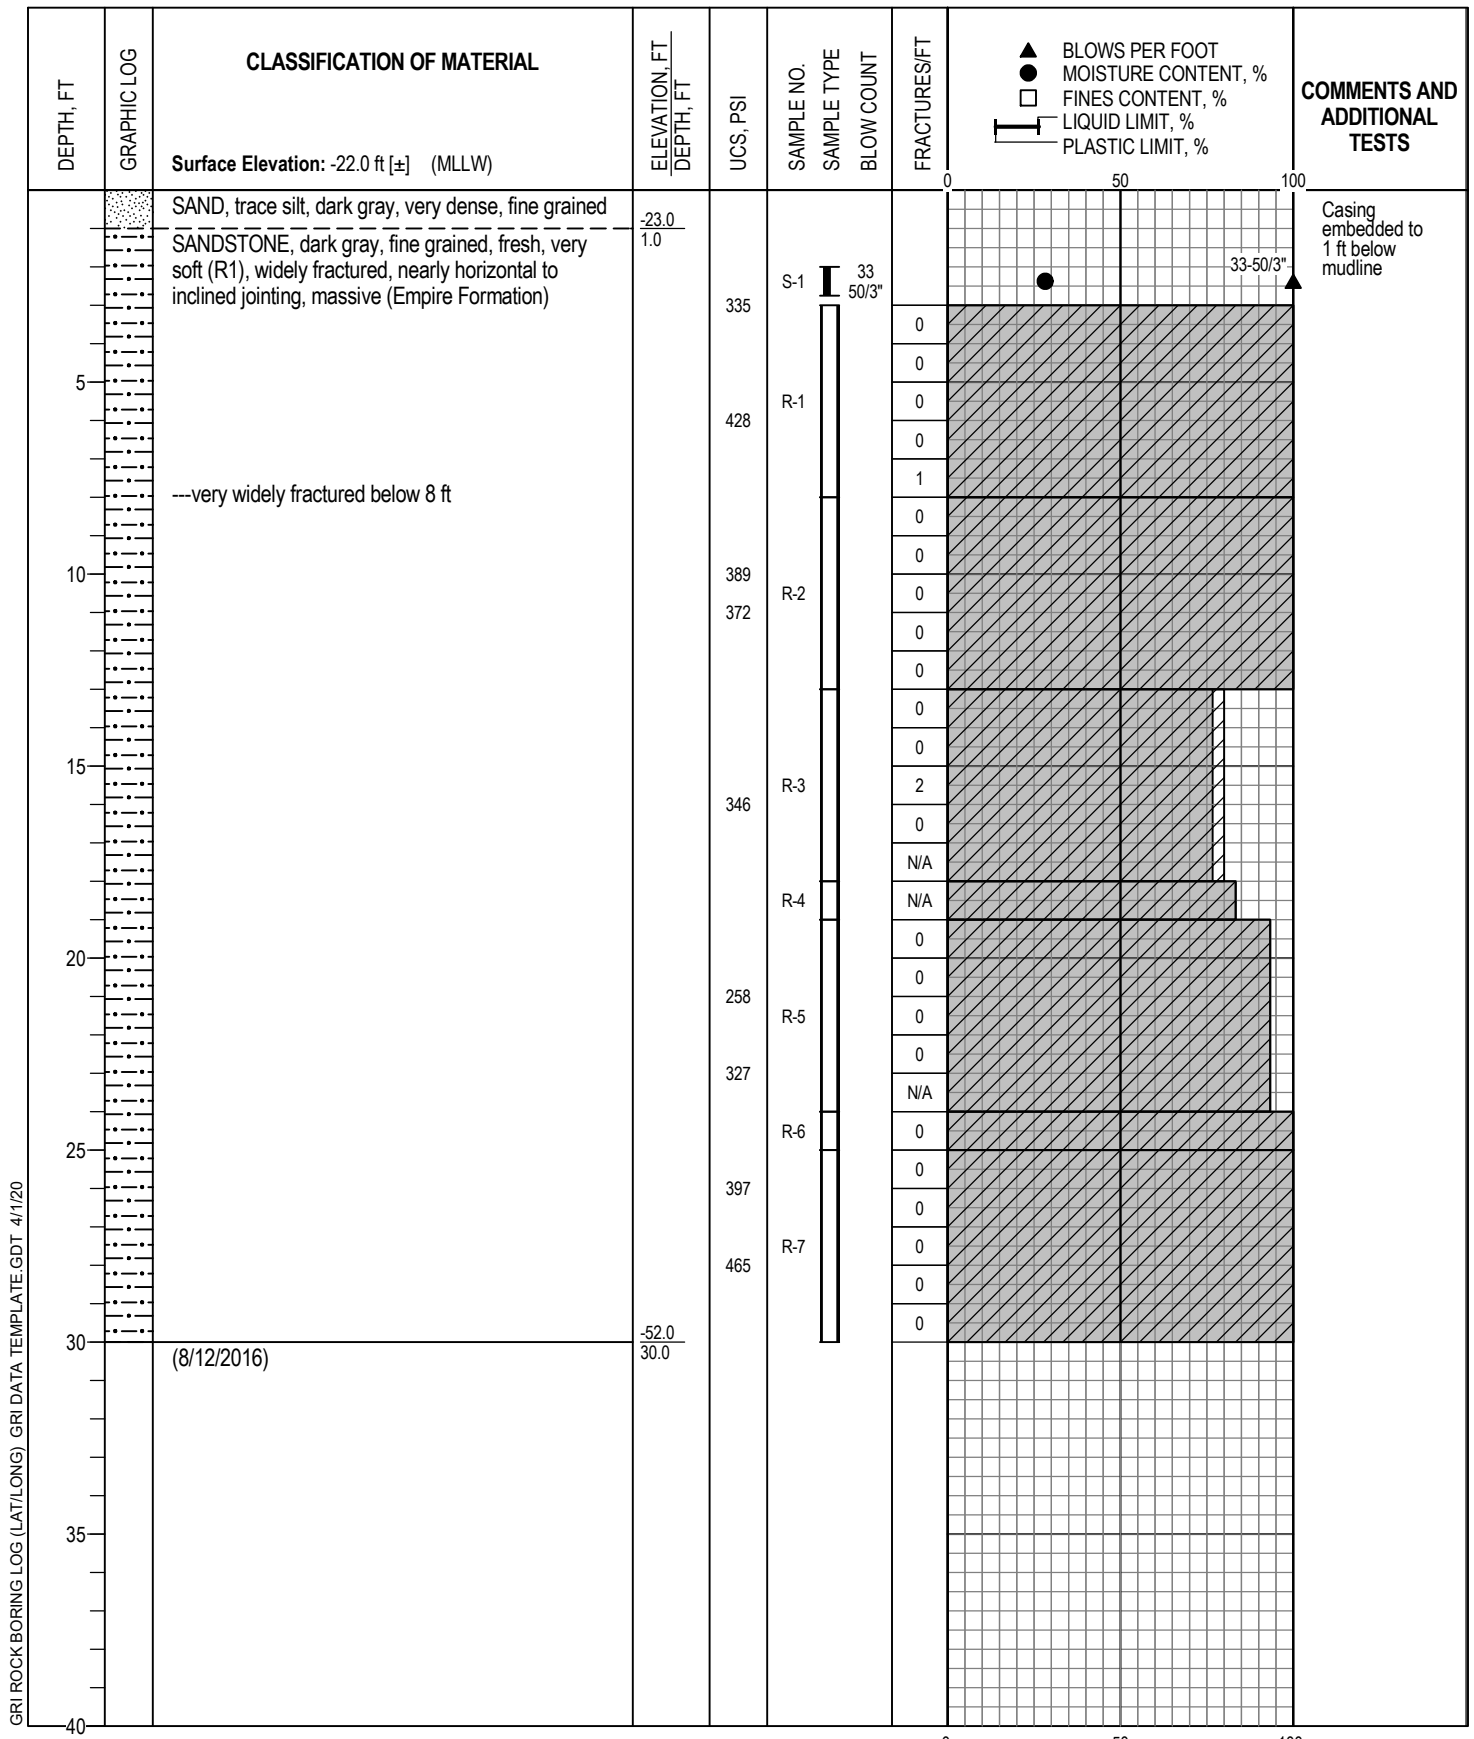 DEPTH, FT
GRAPHIC LOG
CLASSIFICATION OF MATERIAL
Surface Elevation: -22.0 ft [±] (MLLW)
ELEVATION, FT
DEPTH, FT
UCS, PSI
SAMPLE NO.
SAMPLE TYPE
BLOW COUNT
FRACTURES/FT
▲ BLOWS PER FOOT
● MOISTURE CONTENT, %
□ FINES CONTENT, %
LIQUID LIMIT, %
PLASTIC LIMIT, %
COMMENTS AND
ADDITIONAL
TESTS
0 50 100
SAND, trace silt, dark gray, very dense, fine grained
-23.0
1.0
SANDSTONE, dark gray, fine grained, fresh, very
soft (R1), widely fractured, nearly horizontal to
inclined jointing, massive (Empire Formation)
Casing
embedded to
1 ft below
mudline
S-1
33
50/3"
33-50/3"
335
0
0
5
R-1
0
428
0
1
---very widely fractured below 8 ft
0
0
10
389
R-2
0
372
0
0
0
0
15
R-3
2
346
0
N/A
R-4
N/A
0
20
0
258
R-5
0
0
327
N/A
R-6
0
25
0
397
0
R-7
0
465
0
0
30
-52.0
30.0
(8/12/2016)
35
40
GRI ROCK BORING LOG (LAT/LONG) GRI DATA TEMPLATE.GDT 4/1/20